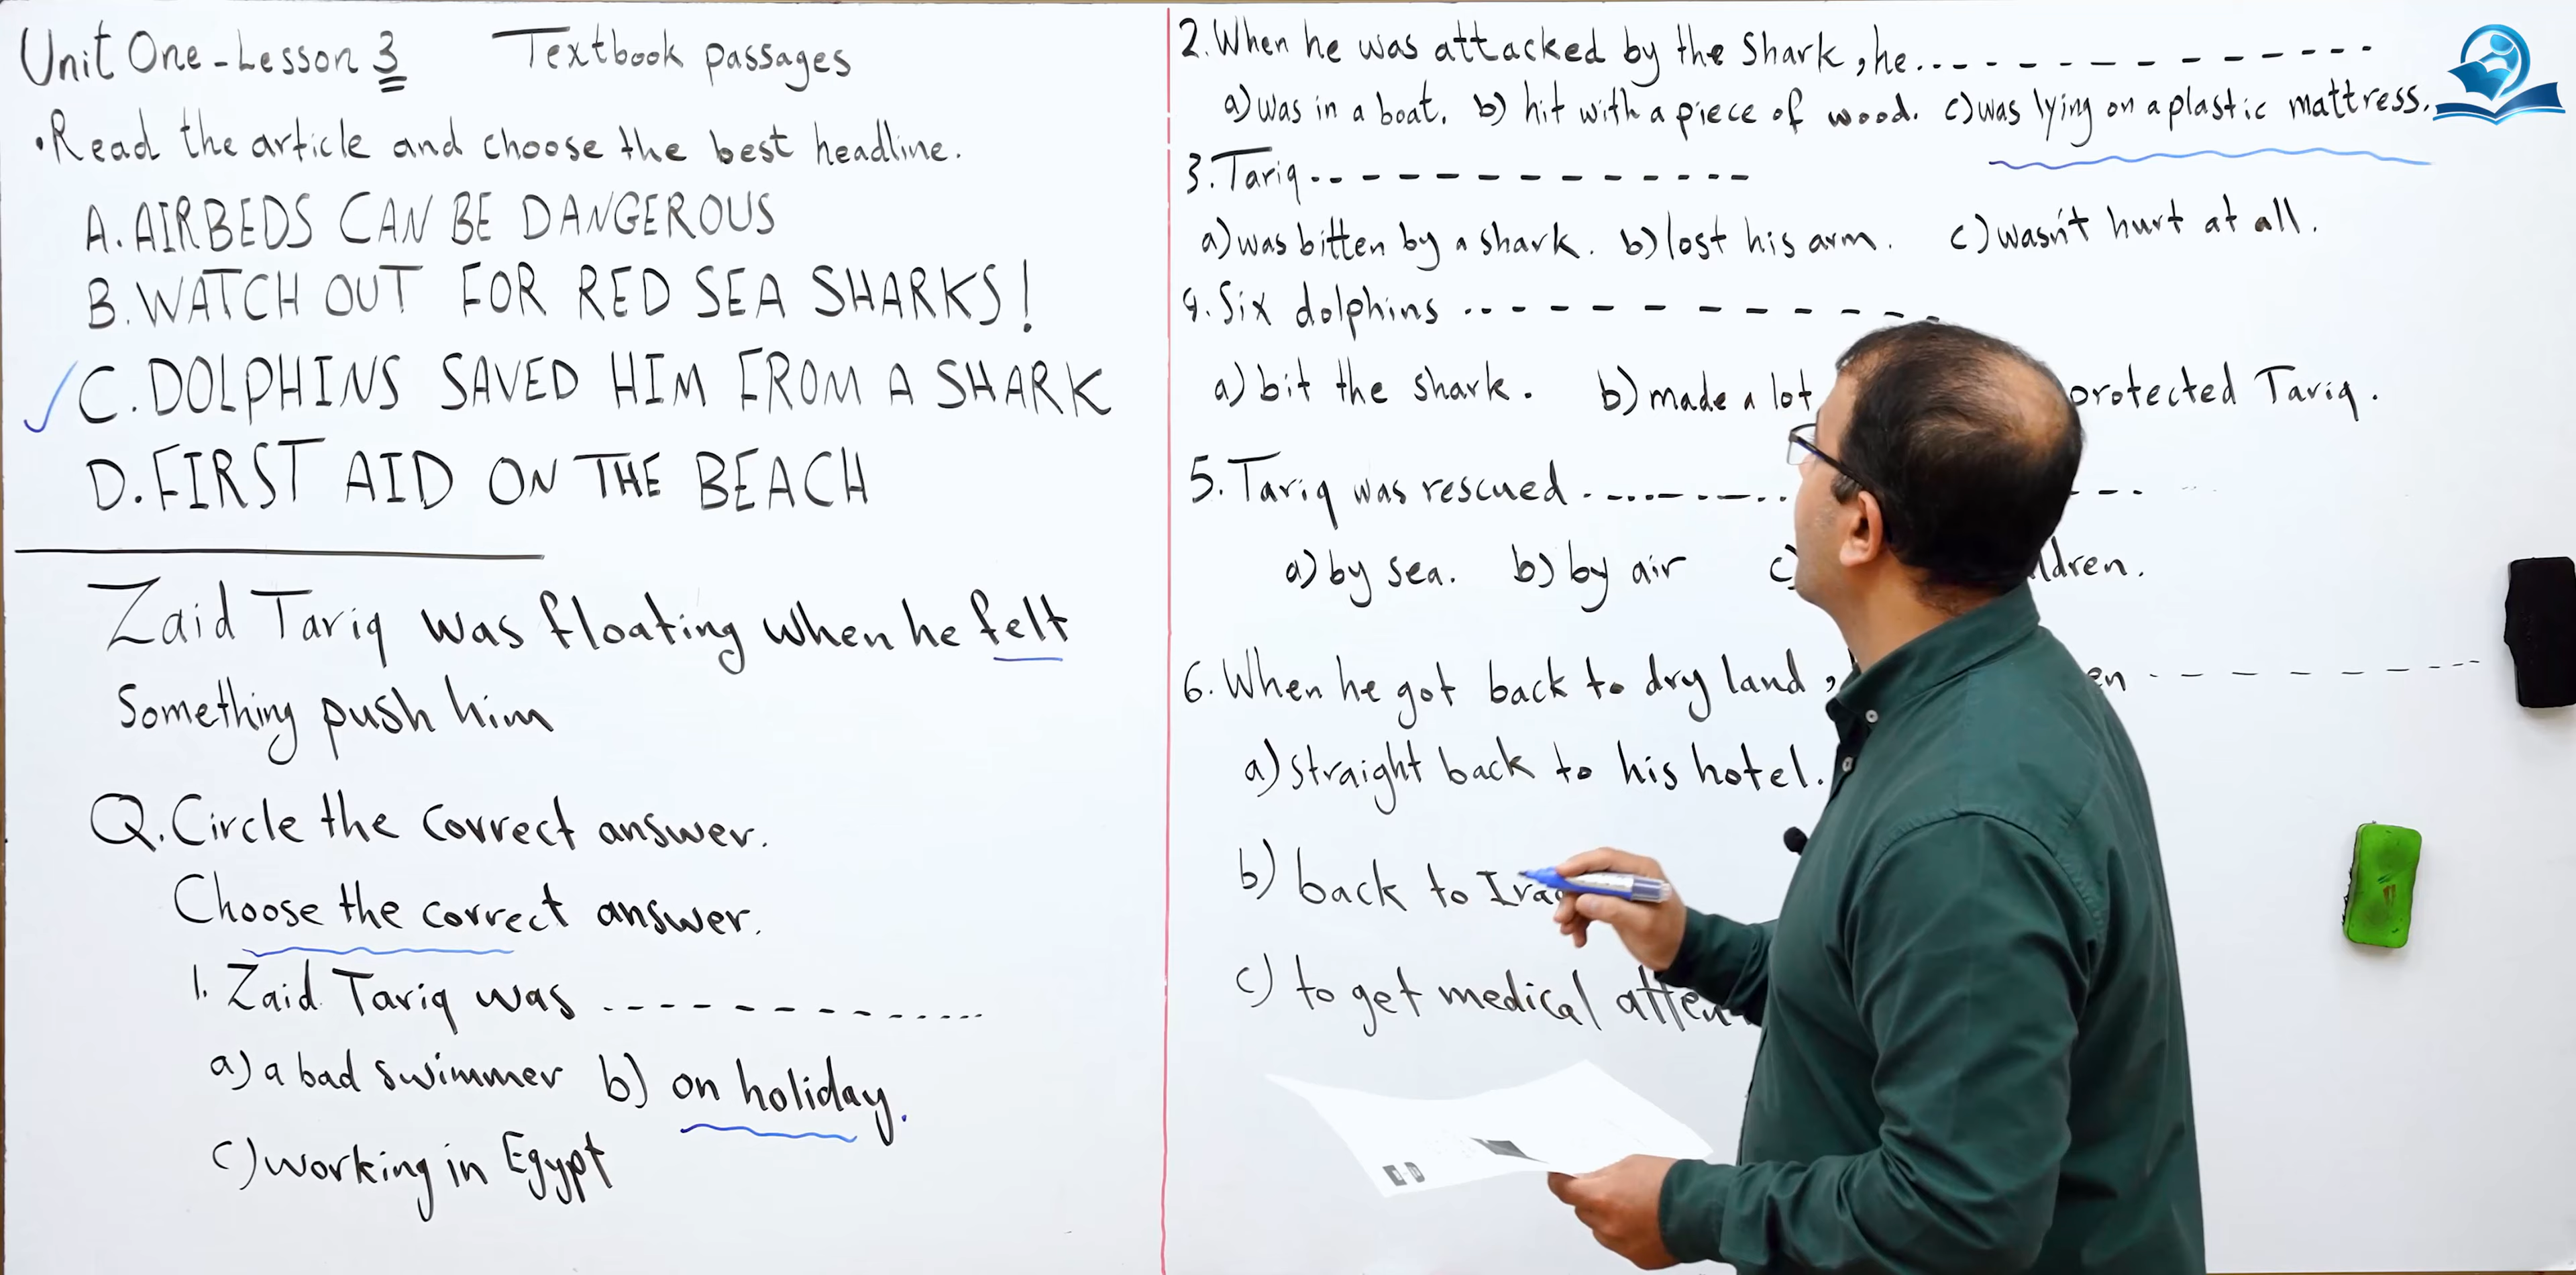 Unit One - Lesson 3 Textbook passages
• Read the article and choose the best headline.
A. AIRBEDS CAN BE DANGEROUS
B. WATCH OUT FOR RED SEA SHARKS!
✓ C. DOLPHINS SAVED HIM FROM A SHARK
D. FIRST AID ON THE BEACH
Zaid Tariq was floating when he felt
Something push him
Q. Circle the correct answer.
Choose the correct answer.
1. Zaid Tariq was -------------
a) a bad swimmer b) on holiday.
c) working in Egypt
2. When he was attacked by the Shark, he -------------
a) was in a boat. b) hit with a piece of wood. c) was lying on a plastic mattress.
3. Tariq -------------
a) was bitten by a shark. b) lost his arm. c) wasn't hurt at all.
4. Six dolphins -------------
a) bit the shark. b) made a lot protected Tariq.
5. Tariq was rescued -------------
a) by sea. b) by air c)
6. When he got back to dry land, -------------
a) straight back to his hotel.
b) back to
c) to get medical